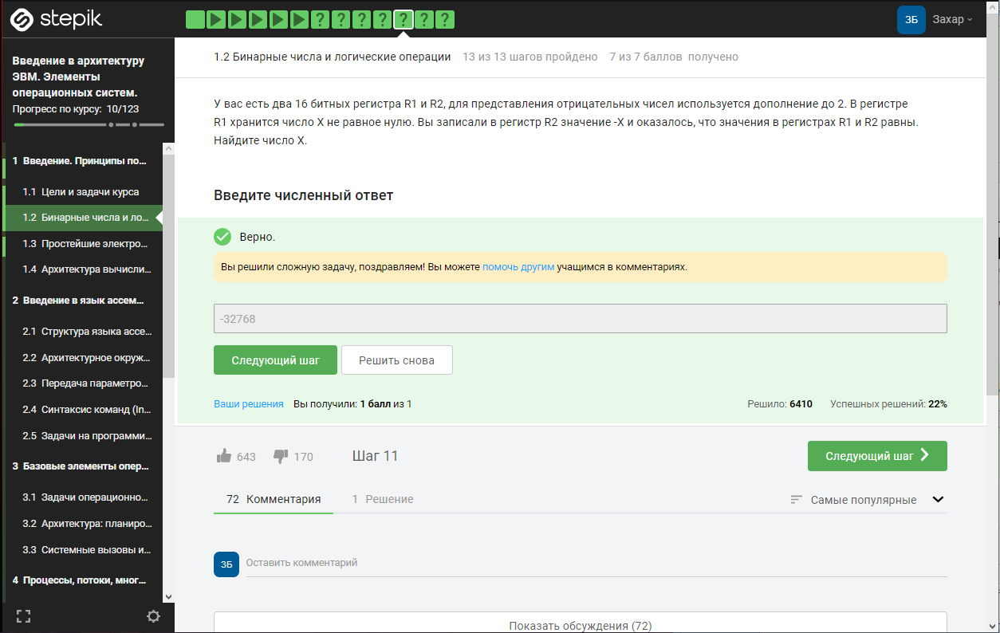 stepik
? ? ? ? ? ? ?
ЗБ Захар
Введение в архитектуру
ЭВМ. Элементы
операционных систем.
Прогресс по курсу: 10/123
1 Введение. Принципы по...
1.1 Цели и задачи курса
1.2 Бинарные числа и ло...
1.3 Простейшие электро...
1.4 Архитектура вычисли...
2 Введение в язык ассем...
2.1 Структура языка ассе...
2.2 Архитектурное окруж...
2.3 Передача параметро...
2.4 Синтаксис команд (In...
2.5 Задачи на программи...
3 Базовые элементы опер...
3.1 Задачи операционно...
3.2 Архитектура: планиро...
3.3 Системные вызовы и...
4 Процессы, потоки, мног...
1.2 Бинарные числа и логические операции 13 из 13 шагов пройдено 7 из 7 баллов получено
У вас есть два 16 битных регистра R1 и R2, для представления отрицательных чисел используется дополнение до 2. В регистре
R1 хранится число X не равное нулю. Вы записали в регистр R2 значение -X и оказалось, что значения в регистрах R1 и R2 равны.
Найдите число X.
Введите численный ответ
Верно.
Вы решили сложную задачу, поздравляем! Вы можете помочь другим учащимся в комментариях.
-32768
Следующий шаг Решить снова
Ваши решения Вы получили: 1 балл из 1 Решило: 6410 Успешных решений: 22%
643 170 Шаг 11 Следующий шаг
72 Комментария 1 Решение Самые популярные
ЗБ Оставить комментарий
Показать обсуждения (72)